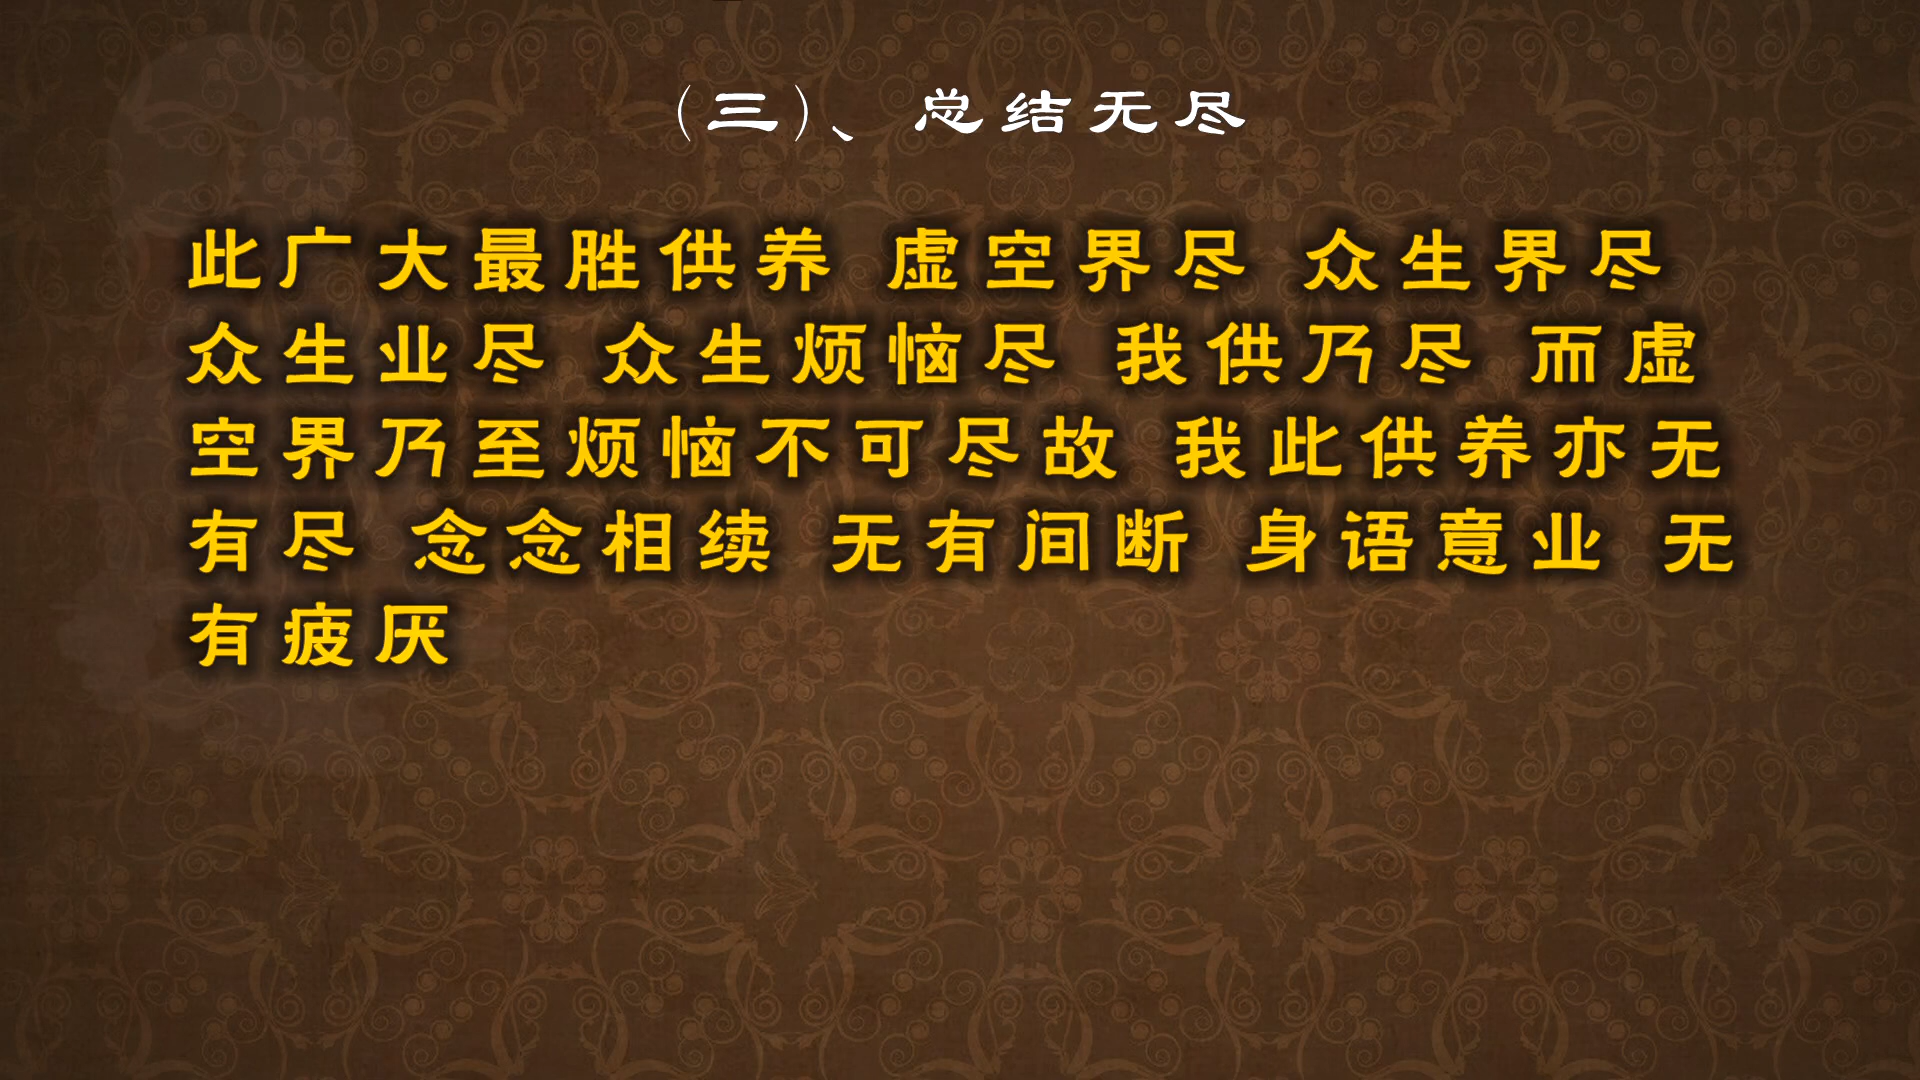 （三）、总结无尽
此广大最胜供养 虚空界尽 众生界尽
众生业尽 众生烦恼尽 我供乃尽 而虚
空界乃至烦恼不可尽故 我此供养亦无
有尽 念念相续 无有间断 身语意业 无
有疲厌